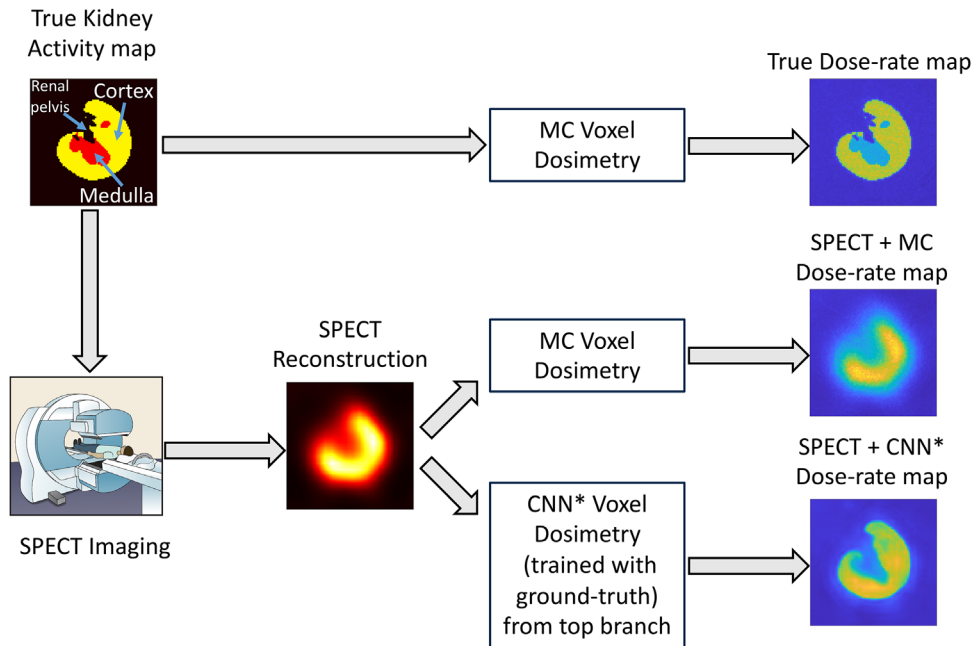 True Kidney
Activity map
Renal
pelvis
Cortex
Medulla
MC Voxel
Dosimetry
True Dose-rate map
SPECT Imaging
SPECT
Reconstruction
MC Voxel
Dosimetry
SPECT + MC
Dose-rate map
CNN* Voxel
Dosimetry
(trained with
ground-truth)
from top branch
SPECT + CNN*
Dose-rate map